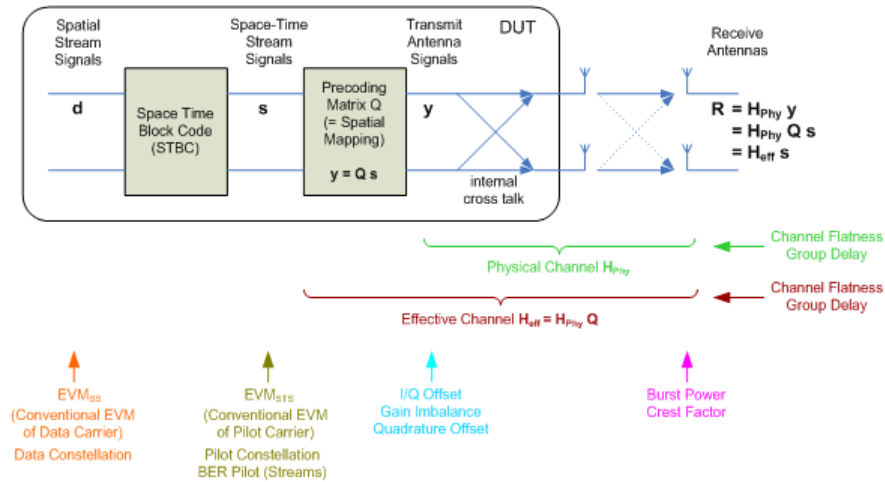 Spatial
Stream
Signals
Space-Time
Stream
Signals
Transmit
Antenna
Signals
DUT
Receive
Antennas
d
Space Time
Block Code
(STBC)
s
Precoding
Matrix Q
(= Spatial
Mapping)
y = Q s
y
internal
cross talk
R = HPhy y
= HPhy Q s
= Heff s
Physical Channel HPhy
Channel Flatness
Group Delay
Effective Channel Heff = HPhy Q
Channel Flatness
Group Delay
EVMSS
(Conventional EVM
of Data Carrier)
Data Constellation
EVMSTS
(Conventional EVM
of Pilot Carrier)
Pilot Constellation
BER Pilot (Streams)
I/Q Offset
Gain Imbalance
Quadrature Offset
Burst Power
Crest Factor